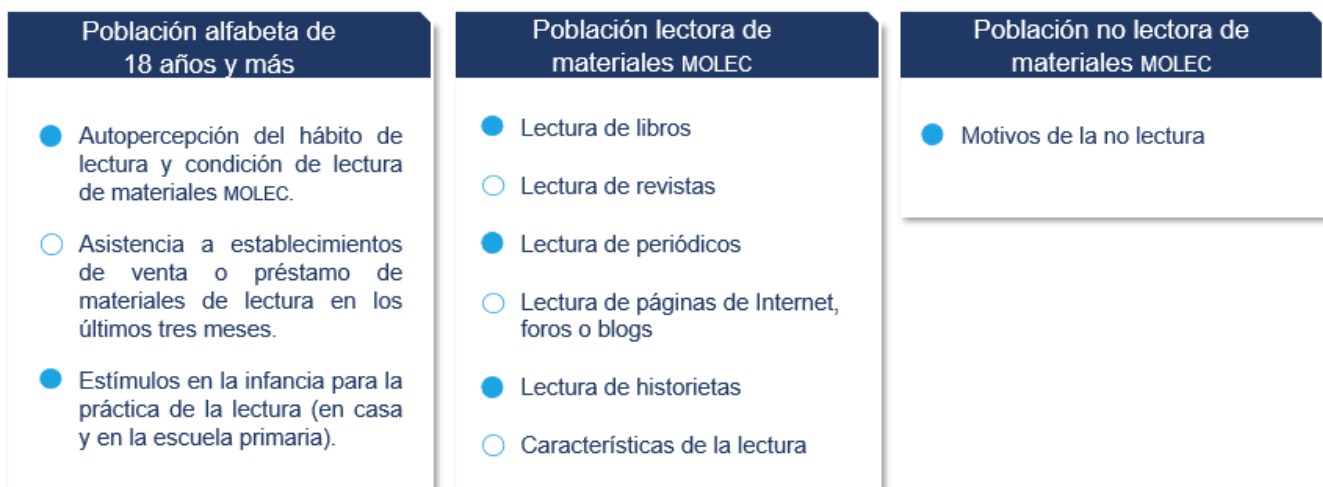 Población alfabeta de
18 años y más
Autopercepción del hábito de
lectura y condición de lectura
de materiales MOLEC.
Asistencia a establecimientos
de venta o préstamo de
materiales de lectura en los
últimos tres meses.
Estímulos en la infancia para la
práctica de la lectura (en casa
y en la escuela primaria).
Población lectora de
materiales MOLEC
Lectura de libros
Lectura de revistas
Lectura de periódicos
Lectura de páginas de Internet,
foros o blogs
Lectura de historietas
Características de la lectura
Población no lectora de
materiales MOLEC
Motivos de la no lectura